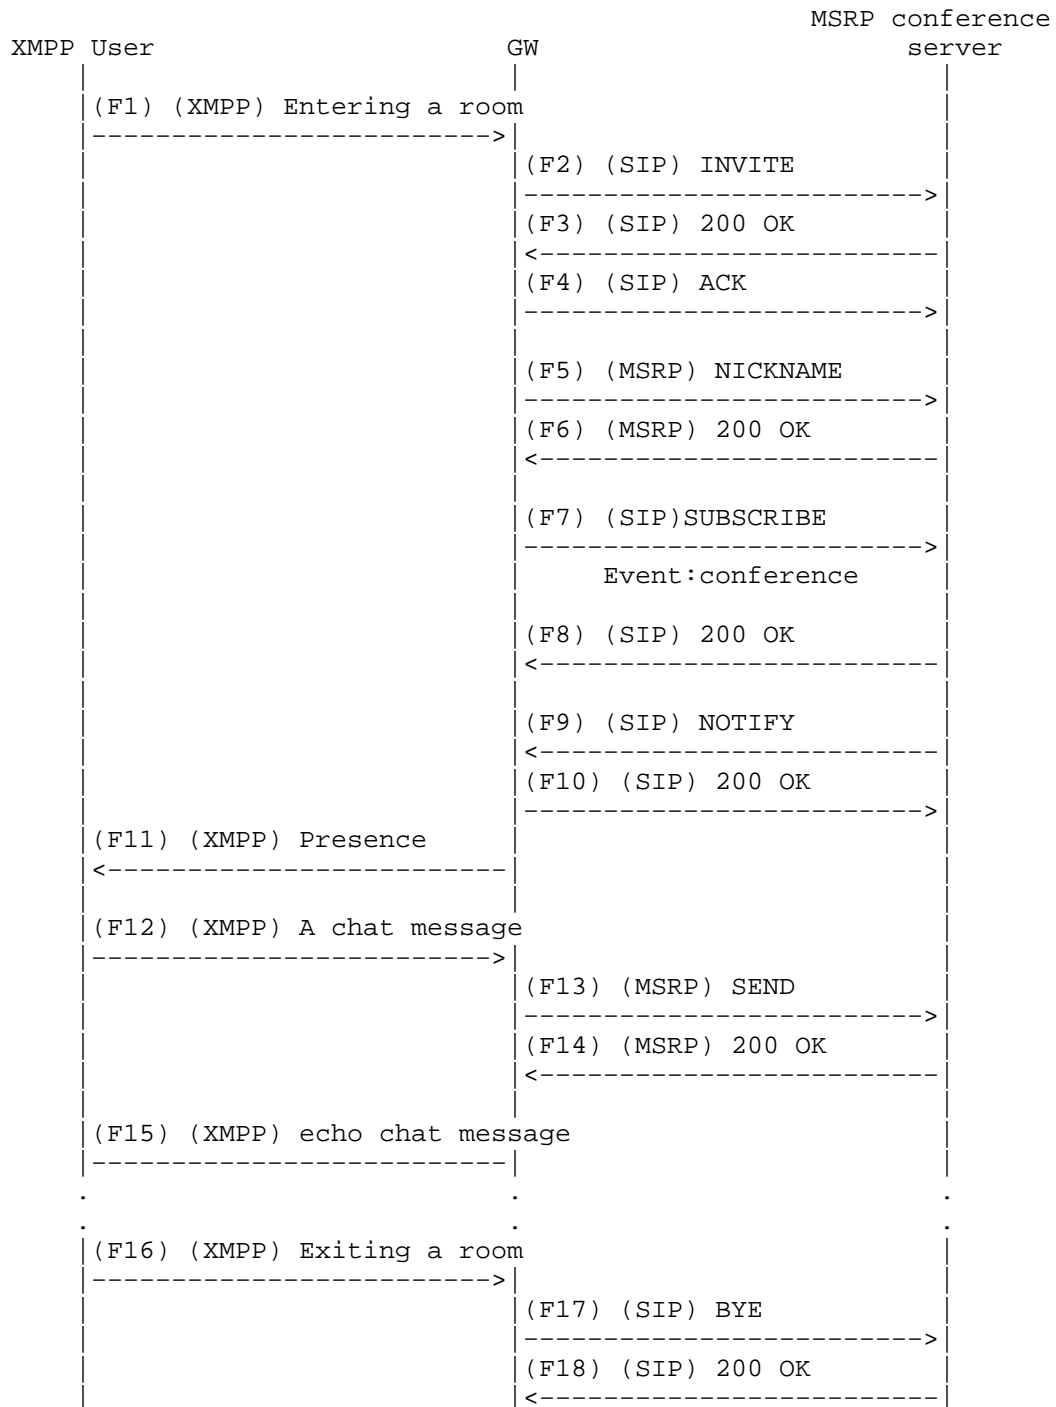 MSRP conference
XMPP User GW server
(F1) (XMPP) Entering a room
(F2) (SIP) INVITE
(F3) (SIP) 200 OK
(F4) (SIP) ACK
(F5) (MSRP) NICKNAME
(F6) (MSRP) 200 OK
(F7) (SIP)SUBSCRIBE
Event:conference
(F8) (SIP) 200 OK
(F9) (SIP) NOTIFY
(F10) (SIP) 200 OK
(F11) (XMPP) Presence
(F12) (XMPP) A chat message
(F13) (MSRP) SEND
(F14) (MSRP) 200 OK
(F15) (XMPP) echo chat message
(F16) (XMPP) Exiting a room
(F17) (SIP) BYE
(F18) (SIP) 200 OK